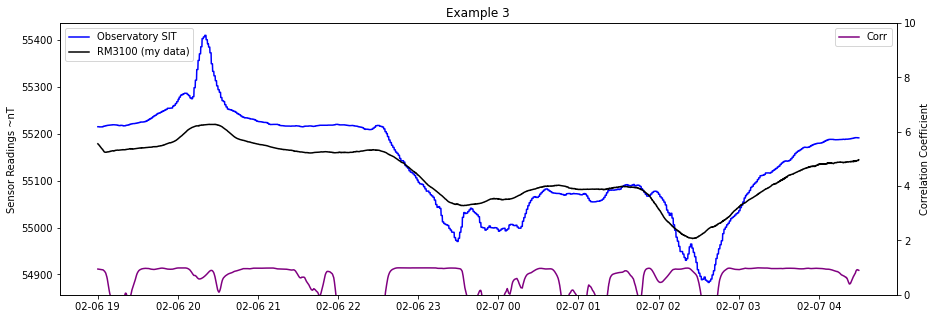 Example 3
Observatory SIT
RM3100 (my data)
Corr
Sensor Readings ~nT
55400
55300
55200
55100
55000
54900
Correlation Coefficient
10
8
6
4
2
0
02-06 19 02-06 20 02-06 21 02-06 22 02-06 23 02-07 00 02-07 01 02-07 02 02-07 03 02-07 04